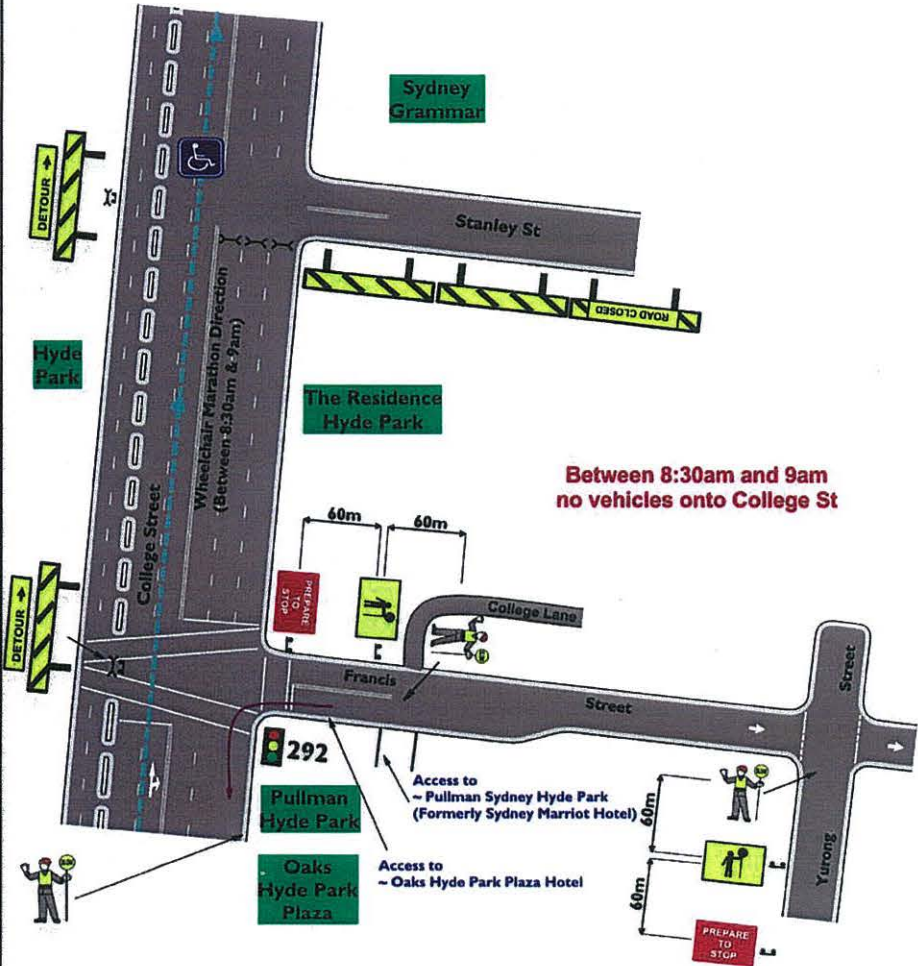 Sydney
Grammar
DETOUR →
Stanley St
ROAD CLOSED
Hyde
Park
Wheelchair Marathon Direction
(Between 8:30am & 9am)
The Residence
Hyde Park
Between 8:30am and 9am
no vehicles onto College St
College Street
60m
60m
PREPARE
TO
STOP
College Lane
DETOUR →
Francis
Street
Street
292
Access to
~ Pullman Sydney Hyde Park
(Formerly Sydney Marriot Hotel)
Pullman
Hyde Park
Access to
~ Oaks Hyde Park Plaza Hotel
Oaks
Hyde Park
Plaza
60m
60m
Yurong
PREPARE
TO
STOP